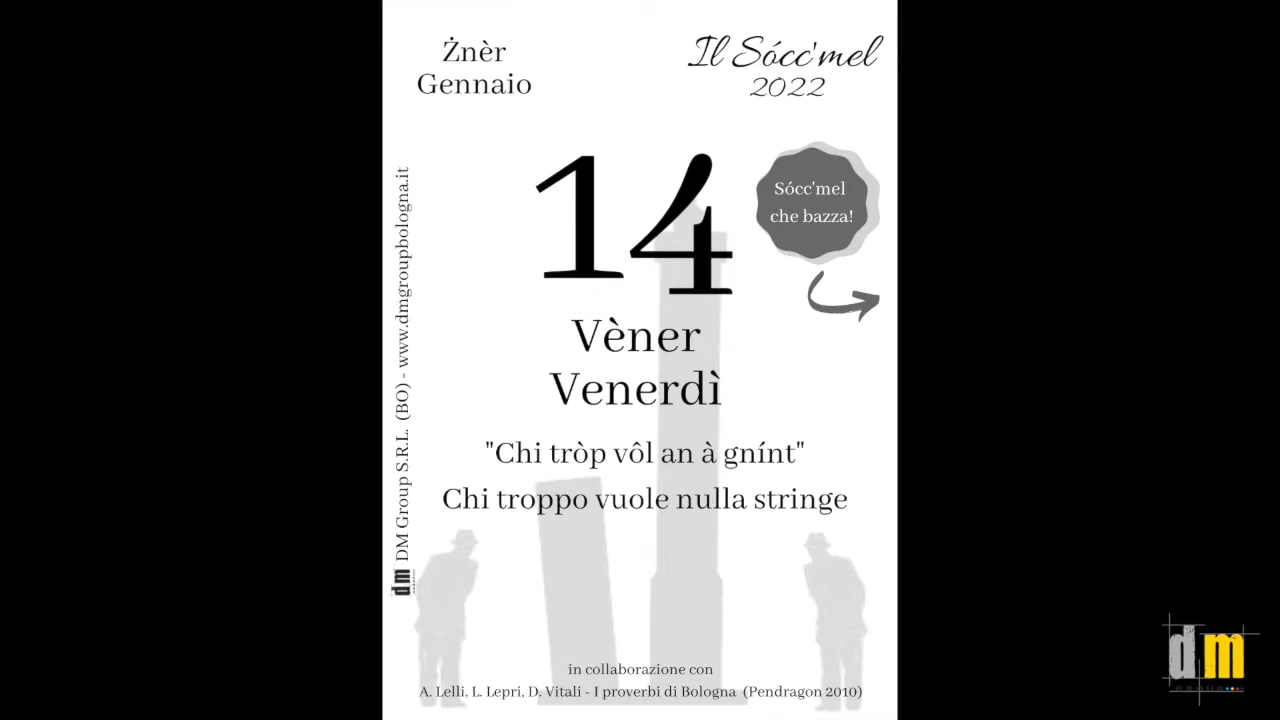 Żnèr
Gennaio
Il Sócc'mel
2022
14
Sócc'mel
che bazza!
Vèner
Venerdì
"Chi tròp vôl an à gnínt"
Chi troppo vuole nulla stringe
dm DM Group S.R.L. (BO) - www.dmgroupbologna.it
in collaborazione con
A. Lelli, L. Lepri, D. Vitali - I proverbi di Bologna (Pendragon 2010)
dm
GROUP